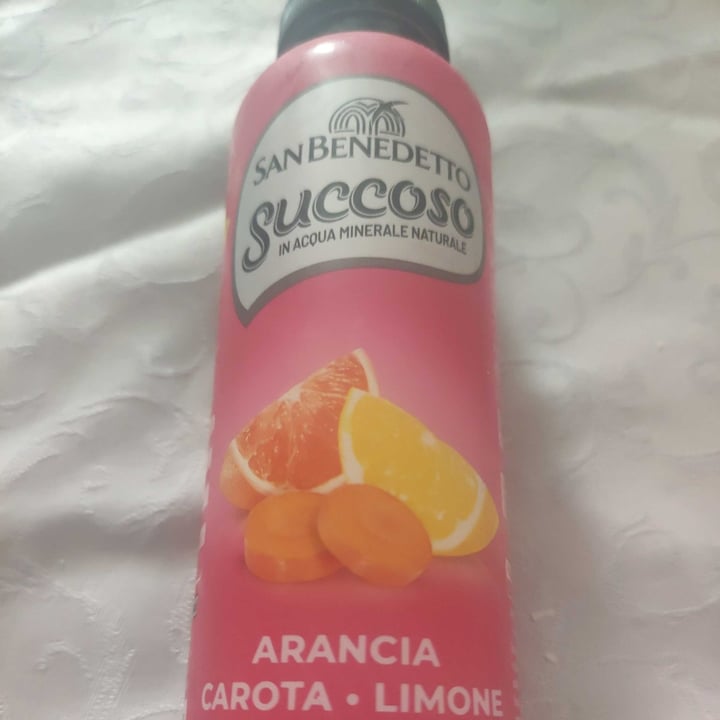 SAN BENEDETTO
Succoso
IN ACQUA MINERALE NATURALE
ARANCIA
CAROTA • LIMONE